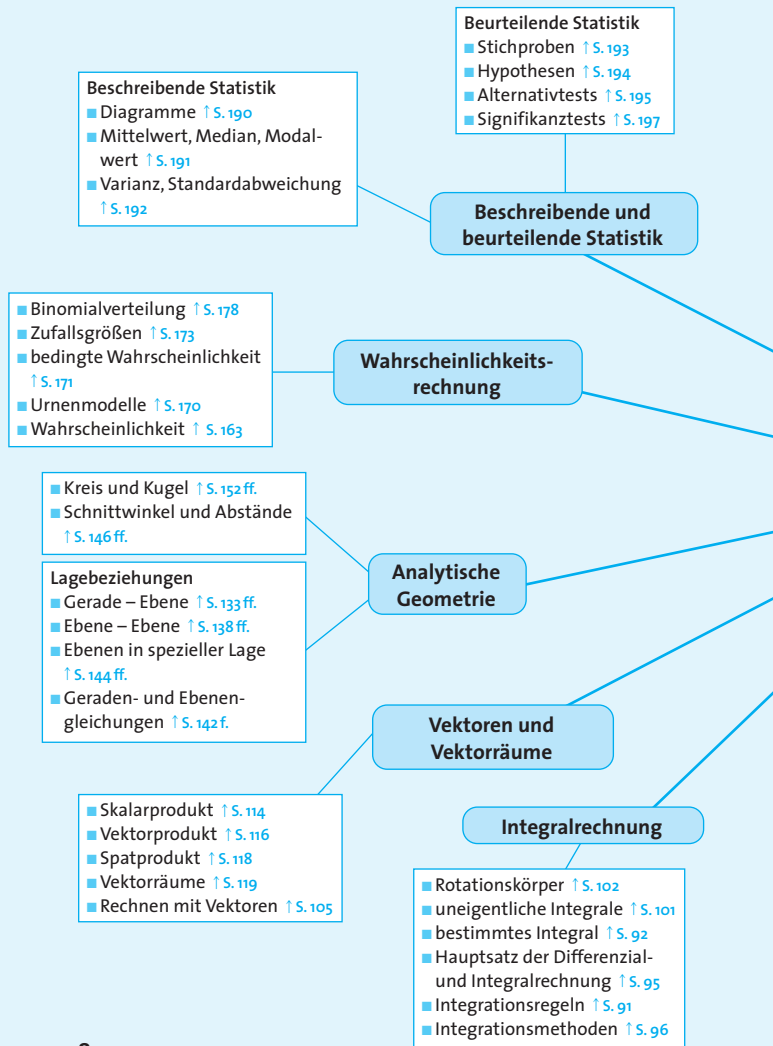 Beurteilende Statistik
■ Stichproben ↑ S. 193
■ Hypothesen ↑ S. 194
■ Alternativtests ↑ S. 195
■ Signifikanztests ↑ S. 197
Beschreibende Statistik
■ Diagramme ↑ S. 190
■ Mittelwert, Median, Modal-
wert ↑ S. 191
■ Varianz, Standardabweichung
↑ S. 192
Beschreibende und
beurteilende Statistik
■ Binomialverteilung ↑ S. 178
■ Zufallsgrößen ↑ S. 173
■ bedingte Wahrscheinlichkeit
↑ S. 171
■ Urnenmodelle ↑ S. 170
■ Wahrscheinlichkeit ↑ S. 163
Wahrscheinlichkeits-
rechnung
■ Kreis und Kugel ↑ S. 152 ff.
■ Schnittwinkel und Abstände
↑ S. 146 ff.
Lagebeziehungen
■ Gerade – Ebene ↑ S. 133 ff.
■ Ebene – Ebene ↑ S. 138 ff.
■ Ebenen in spezieller Lage
↑ S. 144 ff.
■ Geraden- und Ebenen-
gleichungen ↑ S. 142 f.
Analytische
Geometrie
Vektoren und
Vektorräume
■ Skalarprodukt ↑ S. 114
■ Vektorprodukt ↑ S. 116
■ Spatprodukt ↑ S. 118
■ Vektorräume ↑ S. 119
■ Rechnen mit Vektoren ↑ S. 105
Integralrechnung
■ Rotationskörper ↑ S. 102
■ uneigentliche Integrale ↑ S. 101
■ bestimmtes Integral ↑ S. 92
■ Hauptsatz der Differenzial-
und Integralrechnung ↑ S. 95
■ Integrationsregeln ↑ S. 91
■ Integrationsmethoden ↑ S. 96